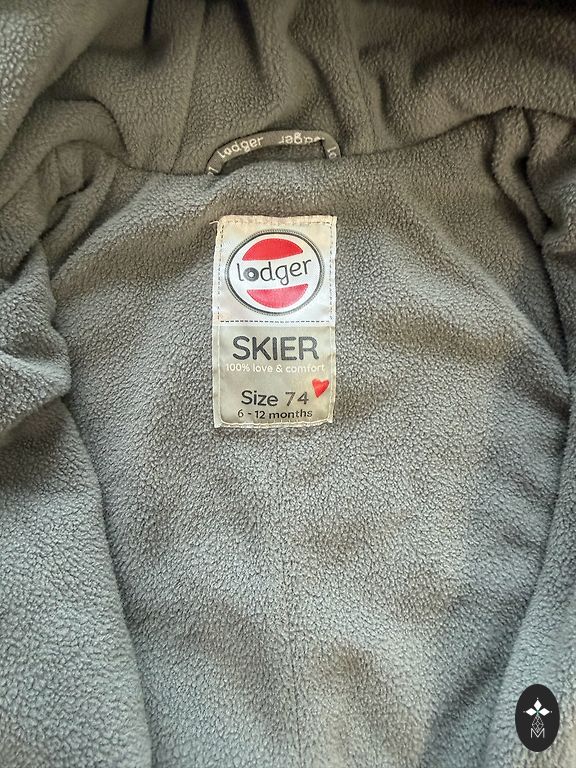 lodger lodger
lodger
SKIER
100% love & comfort
Size 74
6 - 12 months
M